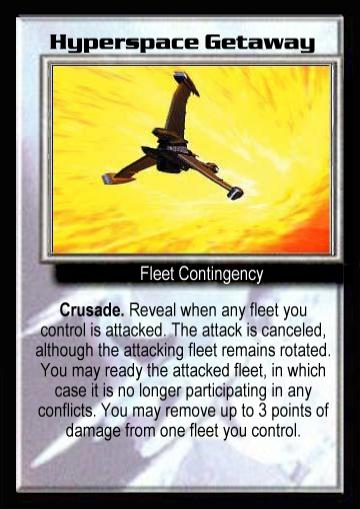 Hyperspace Getaway
Fleet Contingency
Crusade. Reveal when any fleet you
control is attacked. The attack is canceled,
although the attacking fleet remains rotated.
You may ready the attacked fleet, in which
case it is no longer participating in any
conflicts. You may remove up to 3 points of
damage from one fleet you control.